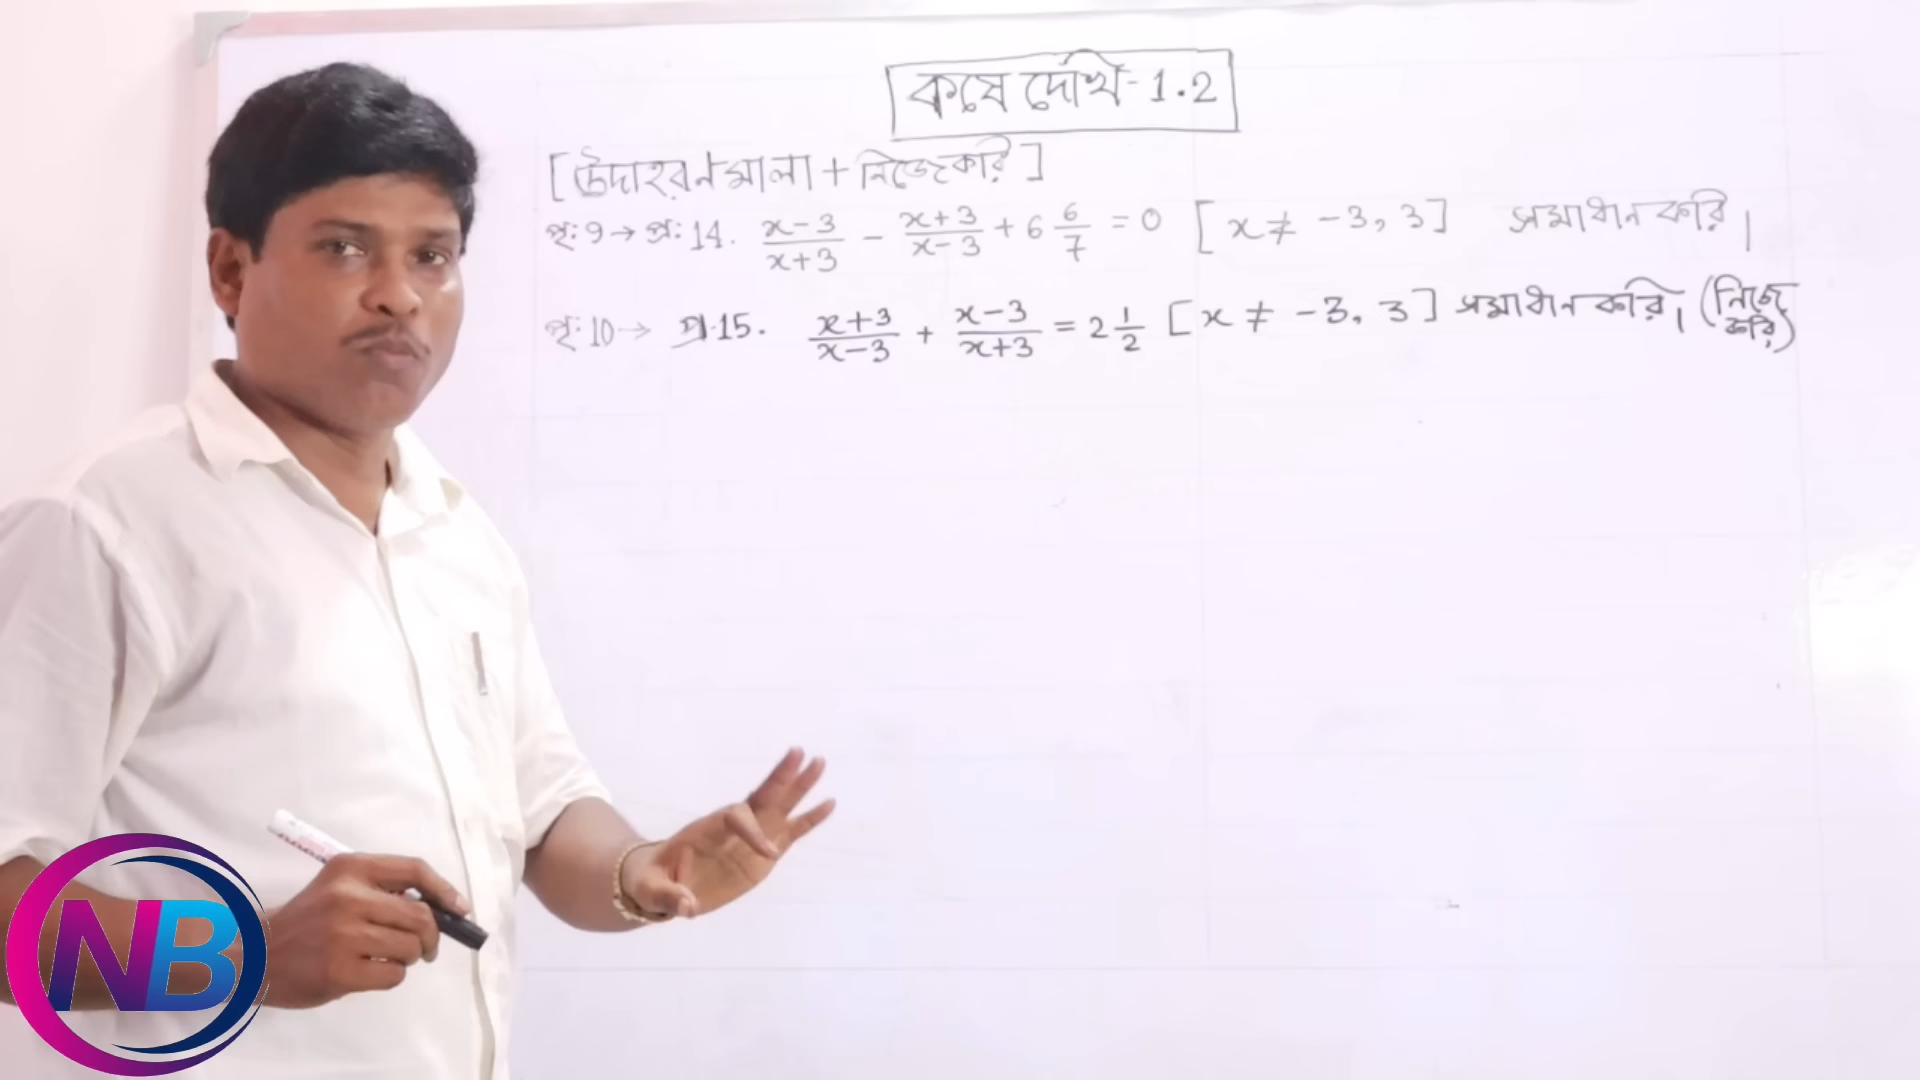 কষে দেখি - 1.2
[উদাহরণমালা + নিজে করি]
পৃ: 9 → প্র: 14. (x-3)/(x+3) - (x+3)/(x-3) + 6 6/7 = 0 [x ≠ -3, 3] সমাধান করি।
পৃ: 10 → প্র. 15. (x+3)/(x-3) + (x-3)/(x+3) = 2 1/2 [x ≠ -3, 3] সমাধান করি। (নিজে করি)
NB